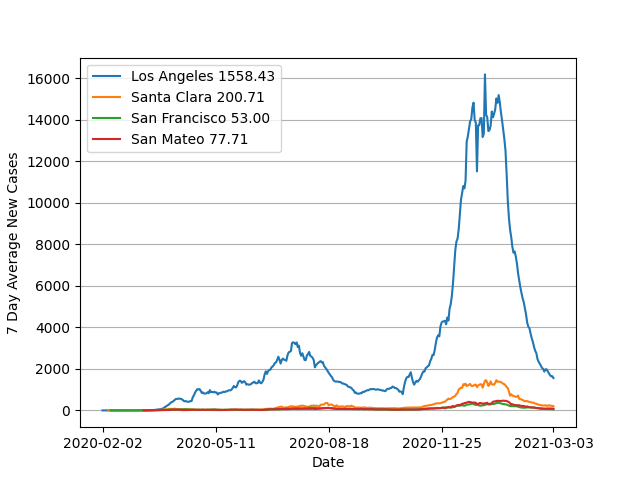 Los Angeles 1558.43
Santa Clara 200.71
San Francisco 53.00
San Mateo 77.71
7 Day Average New Cases
16000
14000
12000
10000
8000
6000
4000
2000
0
2020-02-02 2020-05-11 2020-08-18 2020-11-25 2021-03-03
Date